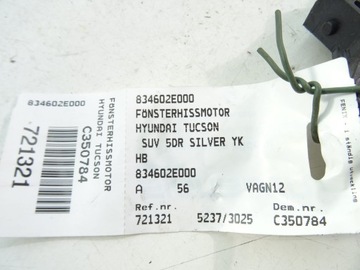 834602E000
FÖNSTERHISSMOTOR
HYUNDAI TUCSON
SUV 5DR SILVER YK
HB
834602E000
A 56 VAGN12
Ref.nr. Dem.nr.
721321 5237/3025 C350784
834602E000
FÖNSTERHISSMOTOR
HYUNDAI TUCSON
C350784
721321